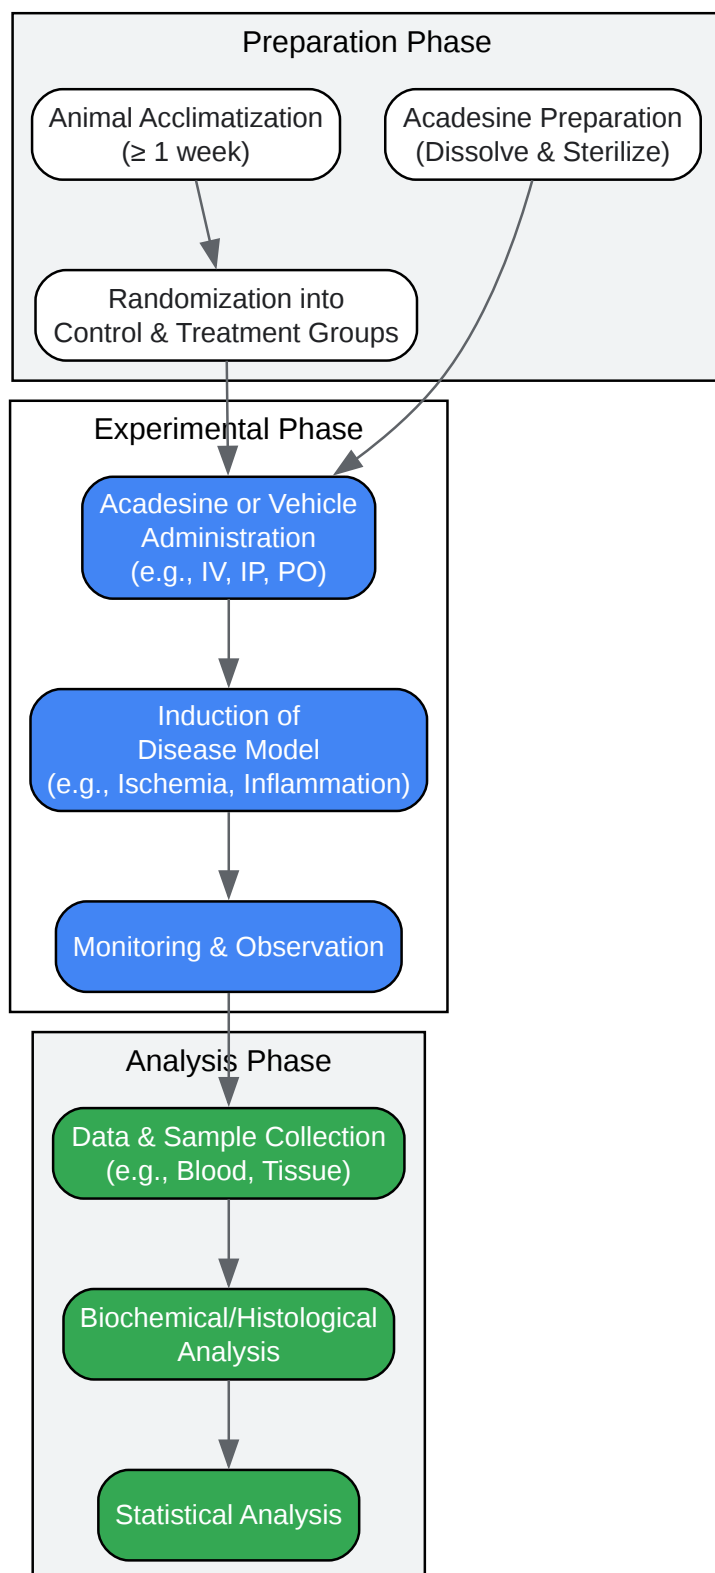 Preparation Phase
Animal Acclimatization
(≥ 1 week)
Acadesine Preparation
(Dissolve & Sterilize)
Randomization into
Control & Treatment Groups
Experimental Phase
Acadesine or Vehicle
Administration
(e.g., IV, IP, PO)
Induction of
Disease Model
(e.g., Ischemia, Inflammation)
Monitoring & Observation
Analysis Phase
Data & Sample Collection
(e.g., Blood, Tissue)
Biochemical/Histological
Analysis
Statistical Analysis